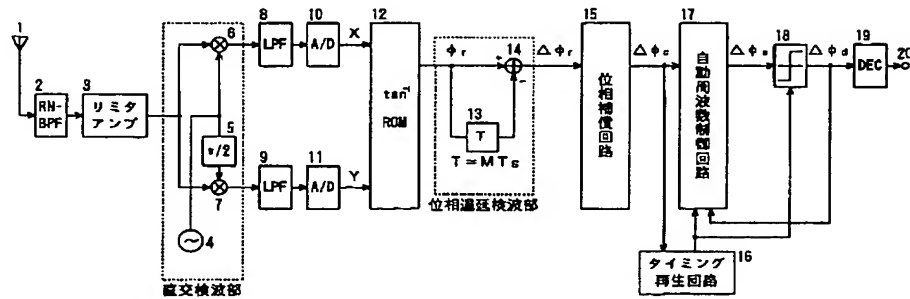 1
2
RN-
BPF
3
リミタ
アンプ
6
5
π/2
7
4
直交検波部
8
LPF
10
A/D
X
9
LPF
11
A/D
Y
12
tan⁻¹
ROM
φr
14
+
-
Δφr
13
T
T=MTs
位相遅延検波部
15
位相補償回路
Δφc
17
自動周波数制御回路
Δφa
18
Δφd
19
DEC
20
16
タイミング
再生回路